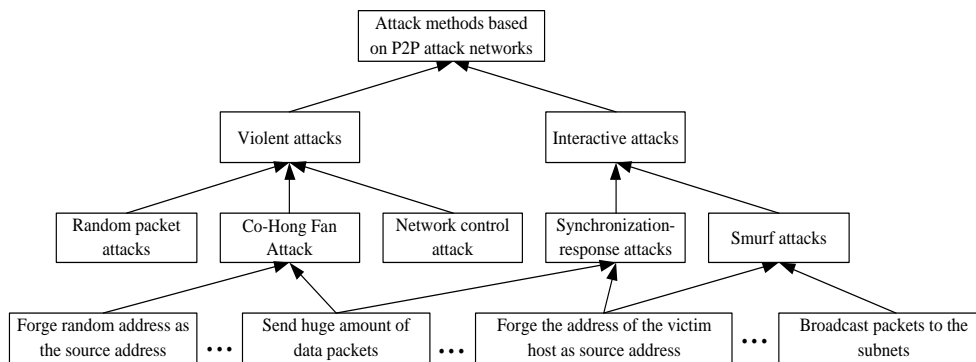 Attack methods based
on P2P attack networks
Violent attacks
Interactive attacks
Random packet
attacks
Co-Hong Fan
Attack
Network control
attack
Synchronization-
response attacks
Smurf attacks
Forge random address as
the source address
...
Send huge amount of
data packets
...
Forge the address of the victim
host as source address
...
Broadcast packets to the
subnets